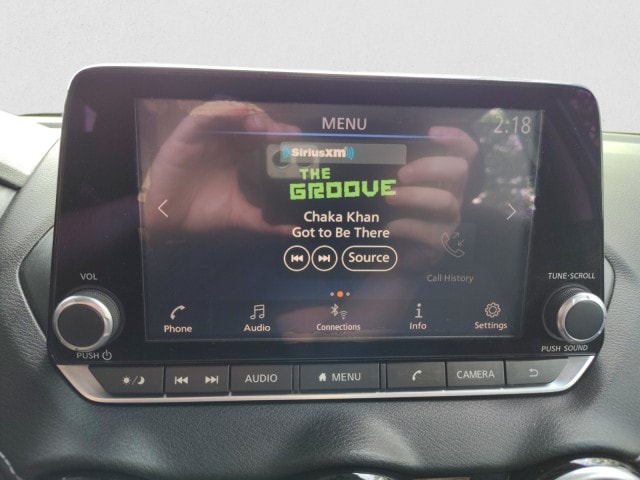 MENU
2:18
SiriusXM
THE
GROOVE
Chaka Khan
Got to Be There
Source
Call History
VOL
TUNE·SCROLL
Phone
Audio
Connections
Info
Settings
PUSH
PUSH SOUND
AUDIO
MENU
CAMERA